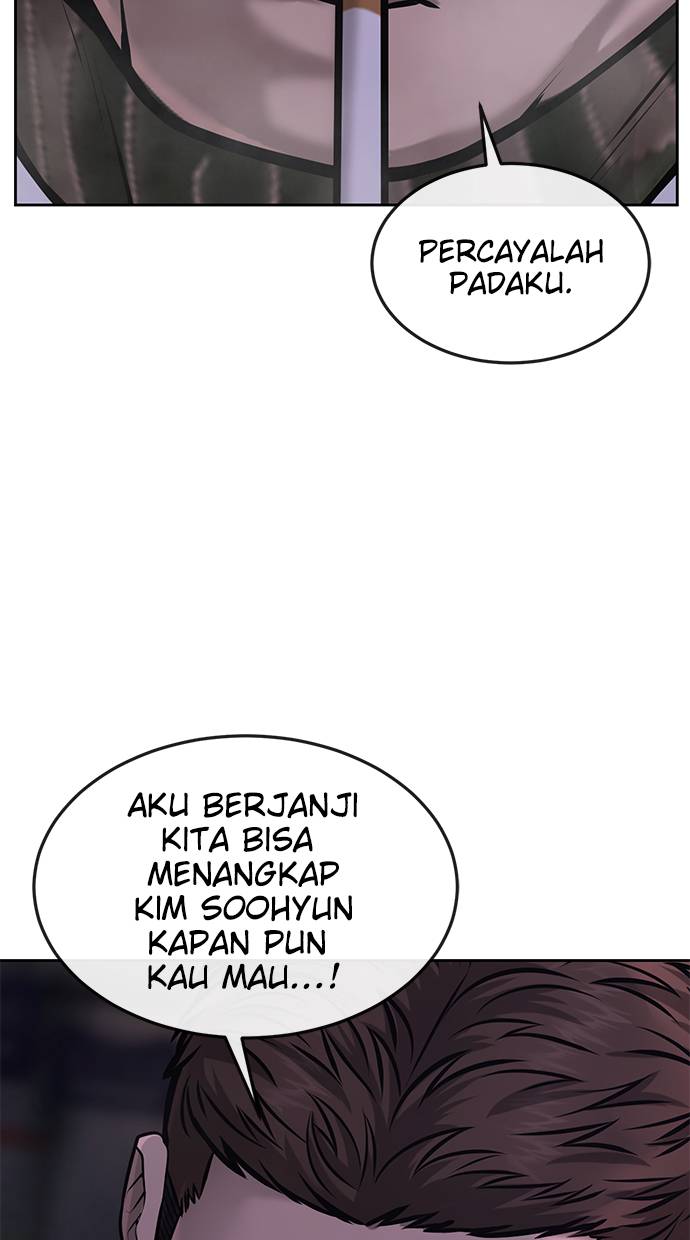 PERCAYALAH
PADAKU.
AKU BERJANJI
KITA BISA
MENANGKAP
KIM SOOHYUN
KAPAN PUN
KAU MAU...!